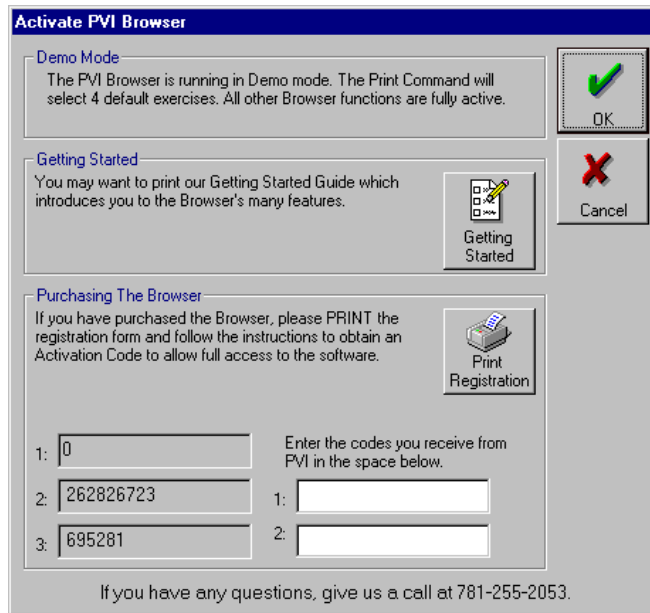 Activate PVI Browser
Demo Mode
The PVI Browser is running in Demo mode. The Print Command will
select 4 default exercises. All other Browser functions are fully active.
OK
Cancel
Getting Started
You may want to print our Getting Started Guide which
introduces you to the Browser's many features.
Getting
Started
Purchasing The Browser
If you have purchased the Browser, please PRINT the
registration form and follow the instructions to obtain an
Activation Code to allow full access to the software.
Print
Registration
1: 0
2: 262826723
3: 695281
Enter the codes you receive from
PVI in the space below.
1:
2:
If you have any questions, give us a call at 781-255-2053.